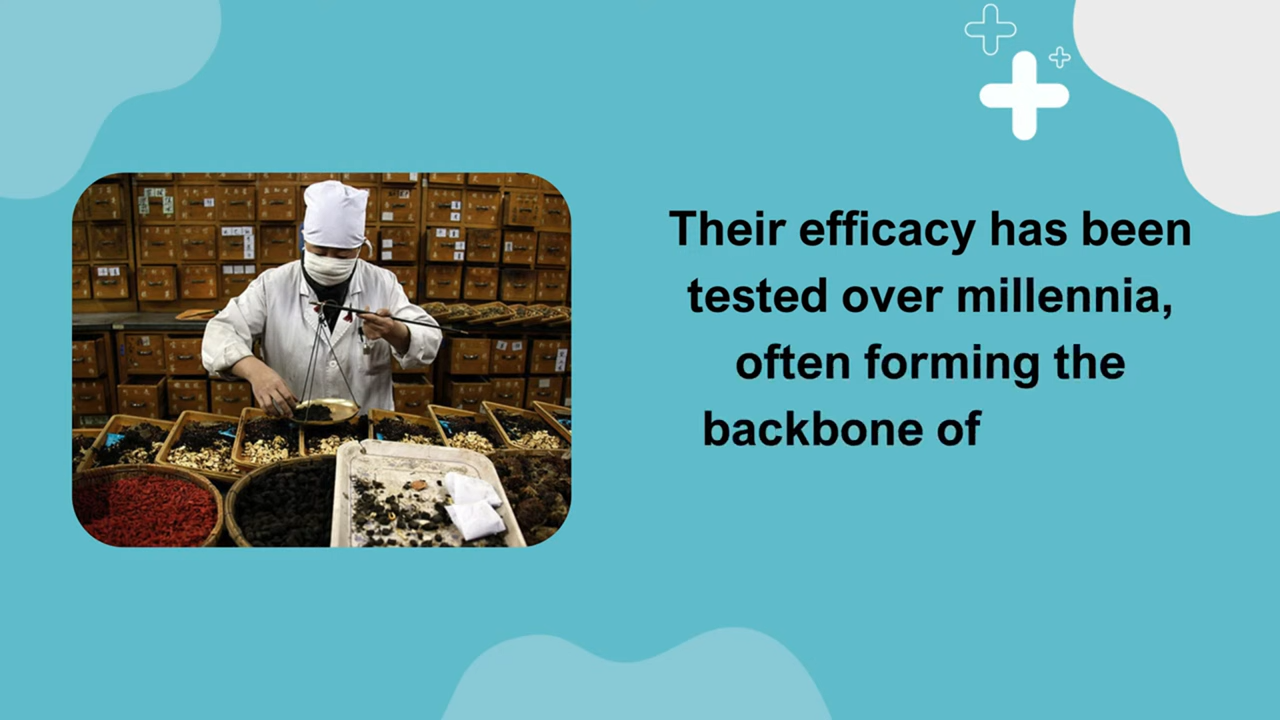 Their efficacy has been
tested over millennia,
often forming the
backbone of